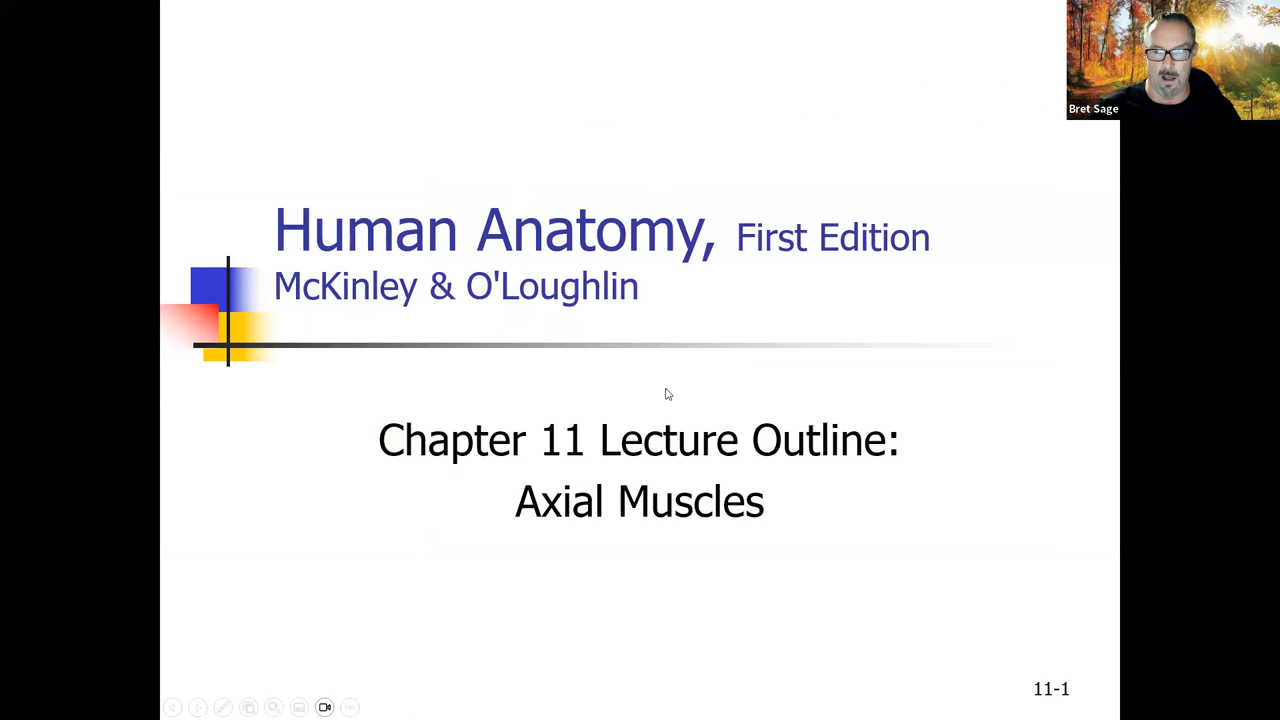 Bret Sage
Human Anatomy, First Edition
McKinley & O'Loughlin
Chapter 11 Lecture Outline:
Axial Muscles
11-1